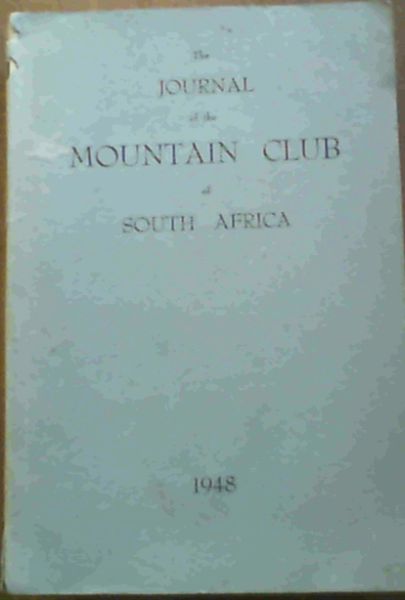 The
JOURNAL
of the
MOUNTAIN CLUB
of
SOUTH AFRICA
1948